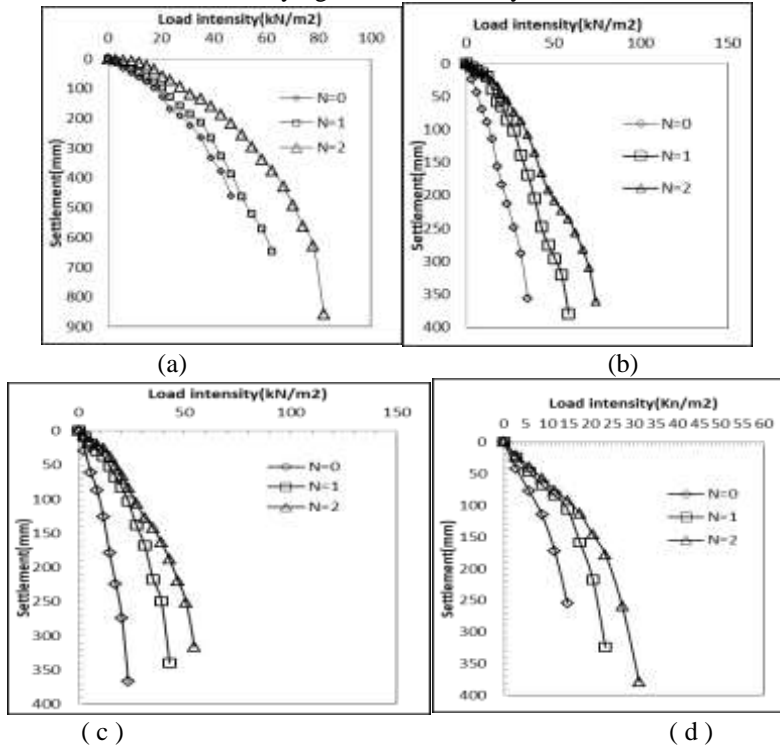 Load intensity(kN/m2)
0 20 40 60 80 100
0
100
200
300
400
500
600
700
800
900
Settlement(mm)
N=0
N=1
N=2
(a)
Load intensity(kN/m2)
0 50 100 150
0
50
100
150
200
250
300
350
400
Settlement(mm)
N=0
N=1
N=2
(b)
Load intensity(kN/m2)
0 50 100 150
0
50
100
150
200
250
300
350
400
Settlement(mm)
N=0
N=1
N=2
( c )
Load intensity(Kn/m2)
0 5 10 15 20 25 30 35 40 45 50 55 60
0
50
100
150
200
250
300
350
400
Settlement(mm)
N=0
N=1
N=2
( d )